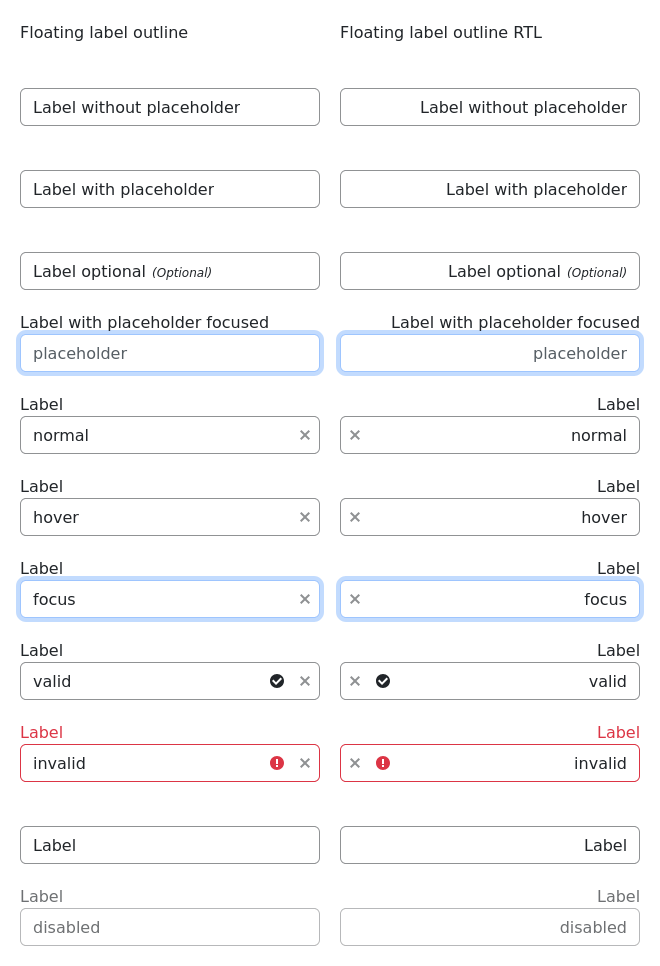 Floating label outline
Floating label outline RTL
Label without placeholder
Label without placeholder
Label with placeholder
Label with placeholder
Label optional (Optional)
Label optional (Optional)
Label with placeholder focused
Label with placeholder focused
placeholder
placeholder
Label
Label
normal
normal
Label
Label
hover
hover
Label
Label
focus
focus
Label
Label
valid
valid
Label
Label
invalid
invalid
Label
Label
Label
Label
disabled
disabled